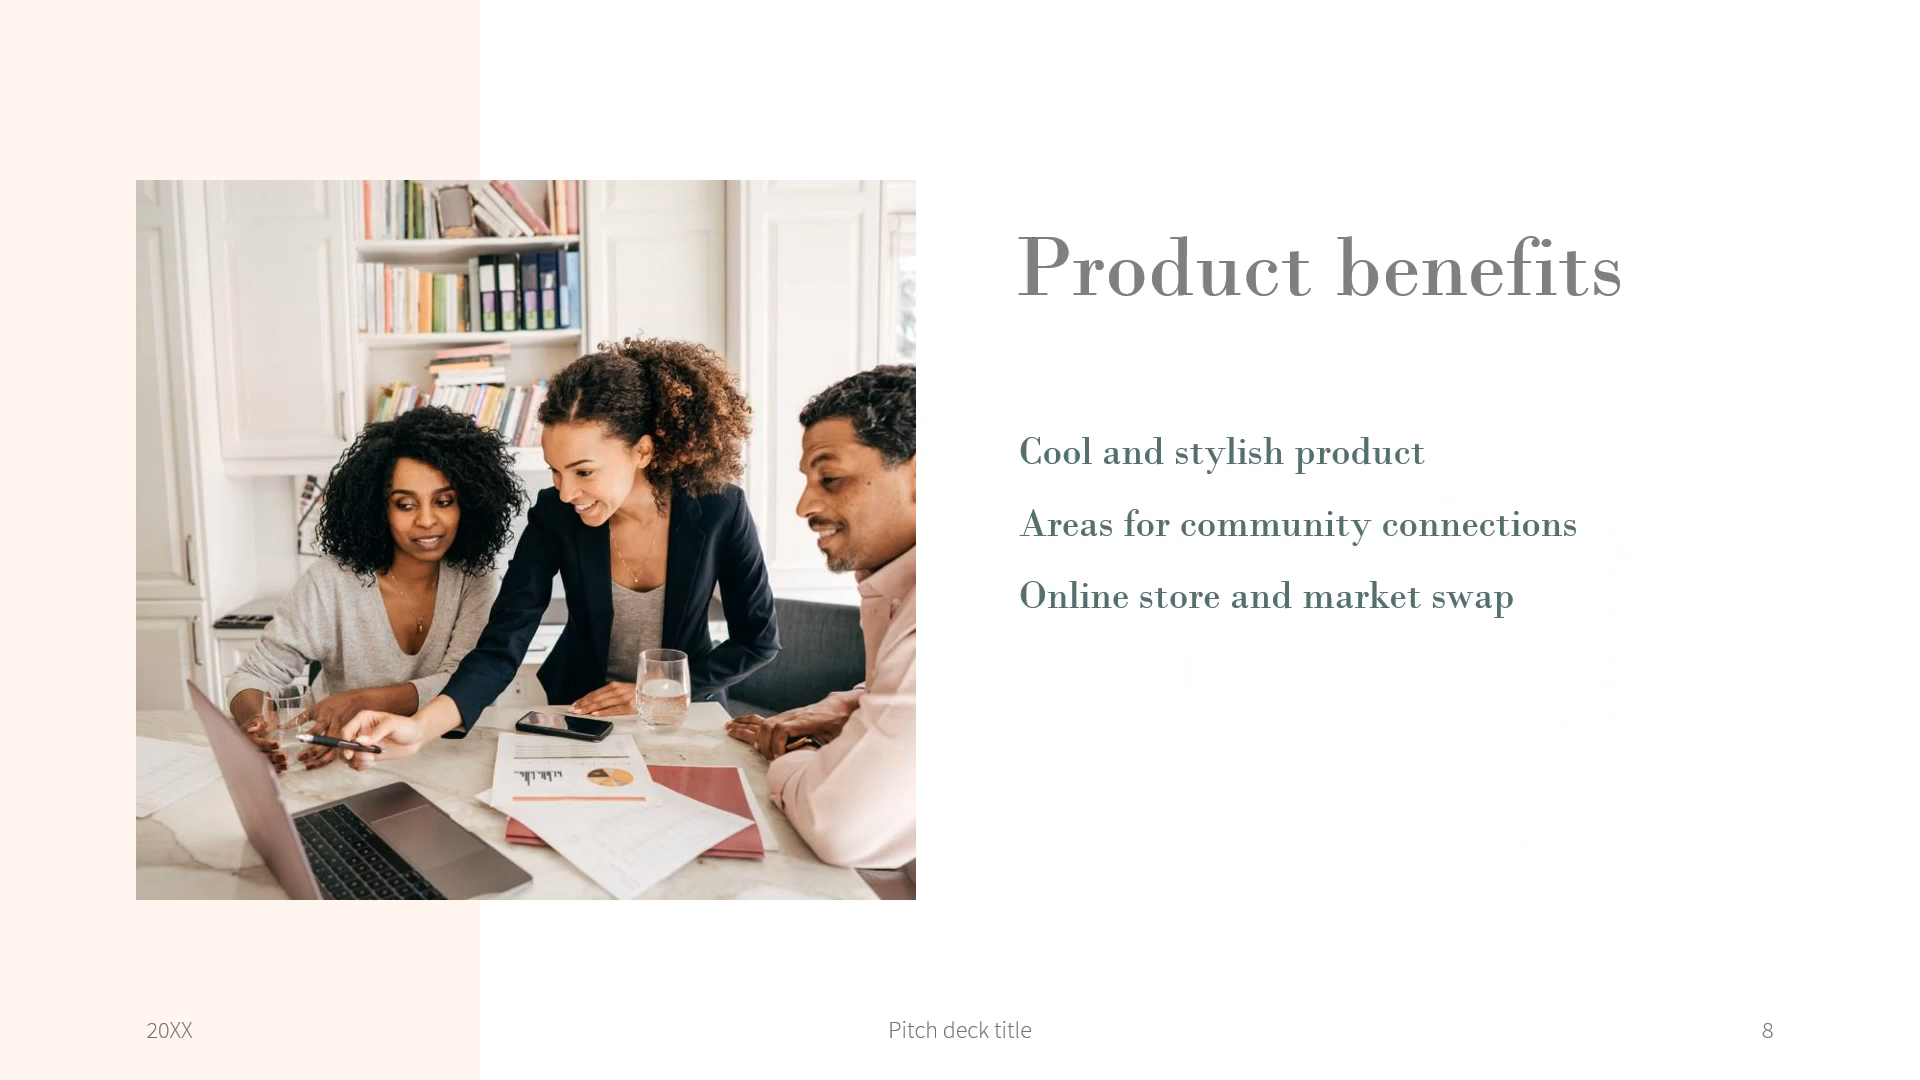 Product benefits
Cool and stylish product
Areas for community connections
Online store and market swap
20XX
Pitch deck title
8